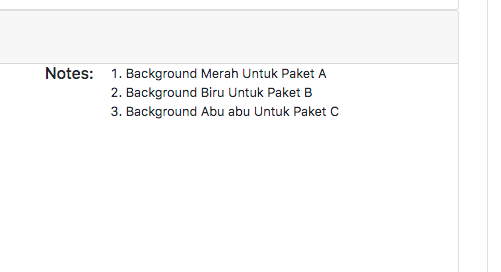 Notes: 1. Background Merah Untuk Paket A
2. Background Biru Untuk Paket B
3. Background Abu abu Untuk Paket C